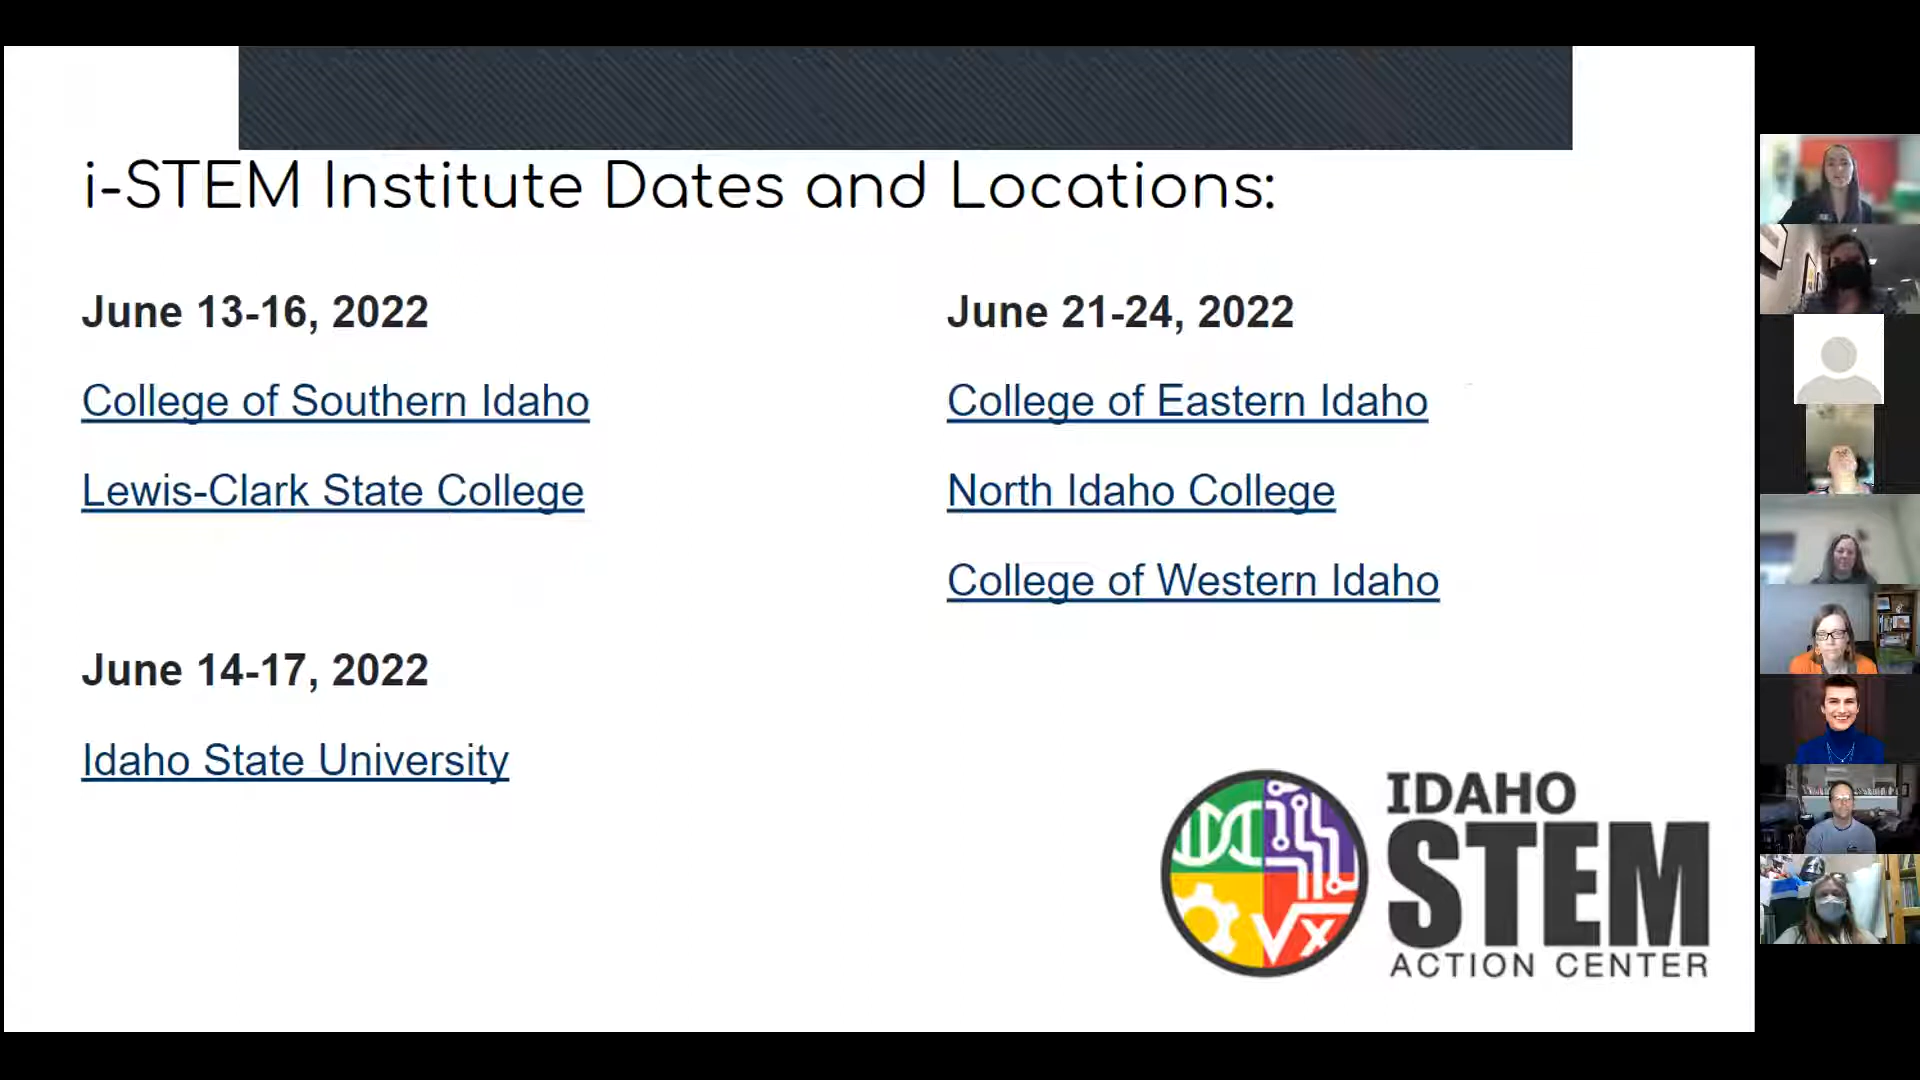 i-STEM Institute Dates and Locations:
June 13-16, 2022
College of Southern Idaho
Lewis-Clark State College
June 14-17, 2022
Idaho State University
June 21-24, 2022
College of Eastern Idaho
North Idaho College
College of Western Idaho
√x
IDAHO
STEM
ACTION CENTER